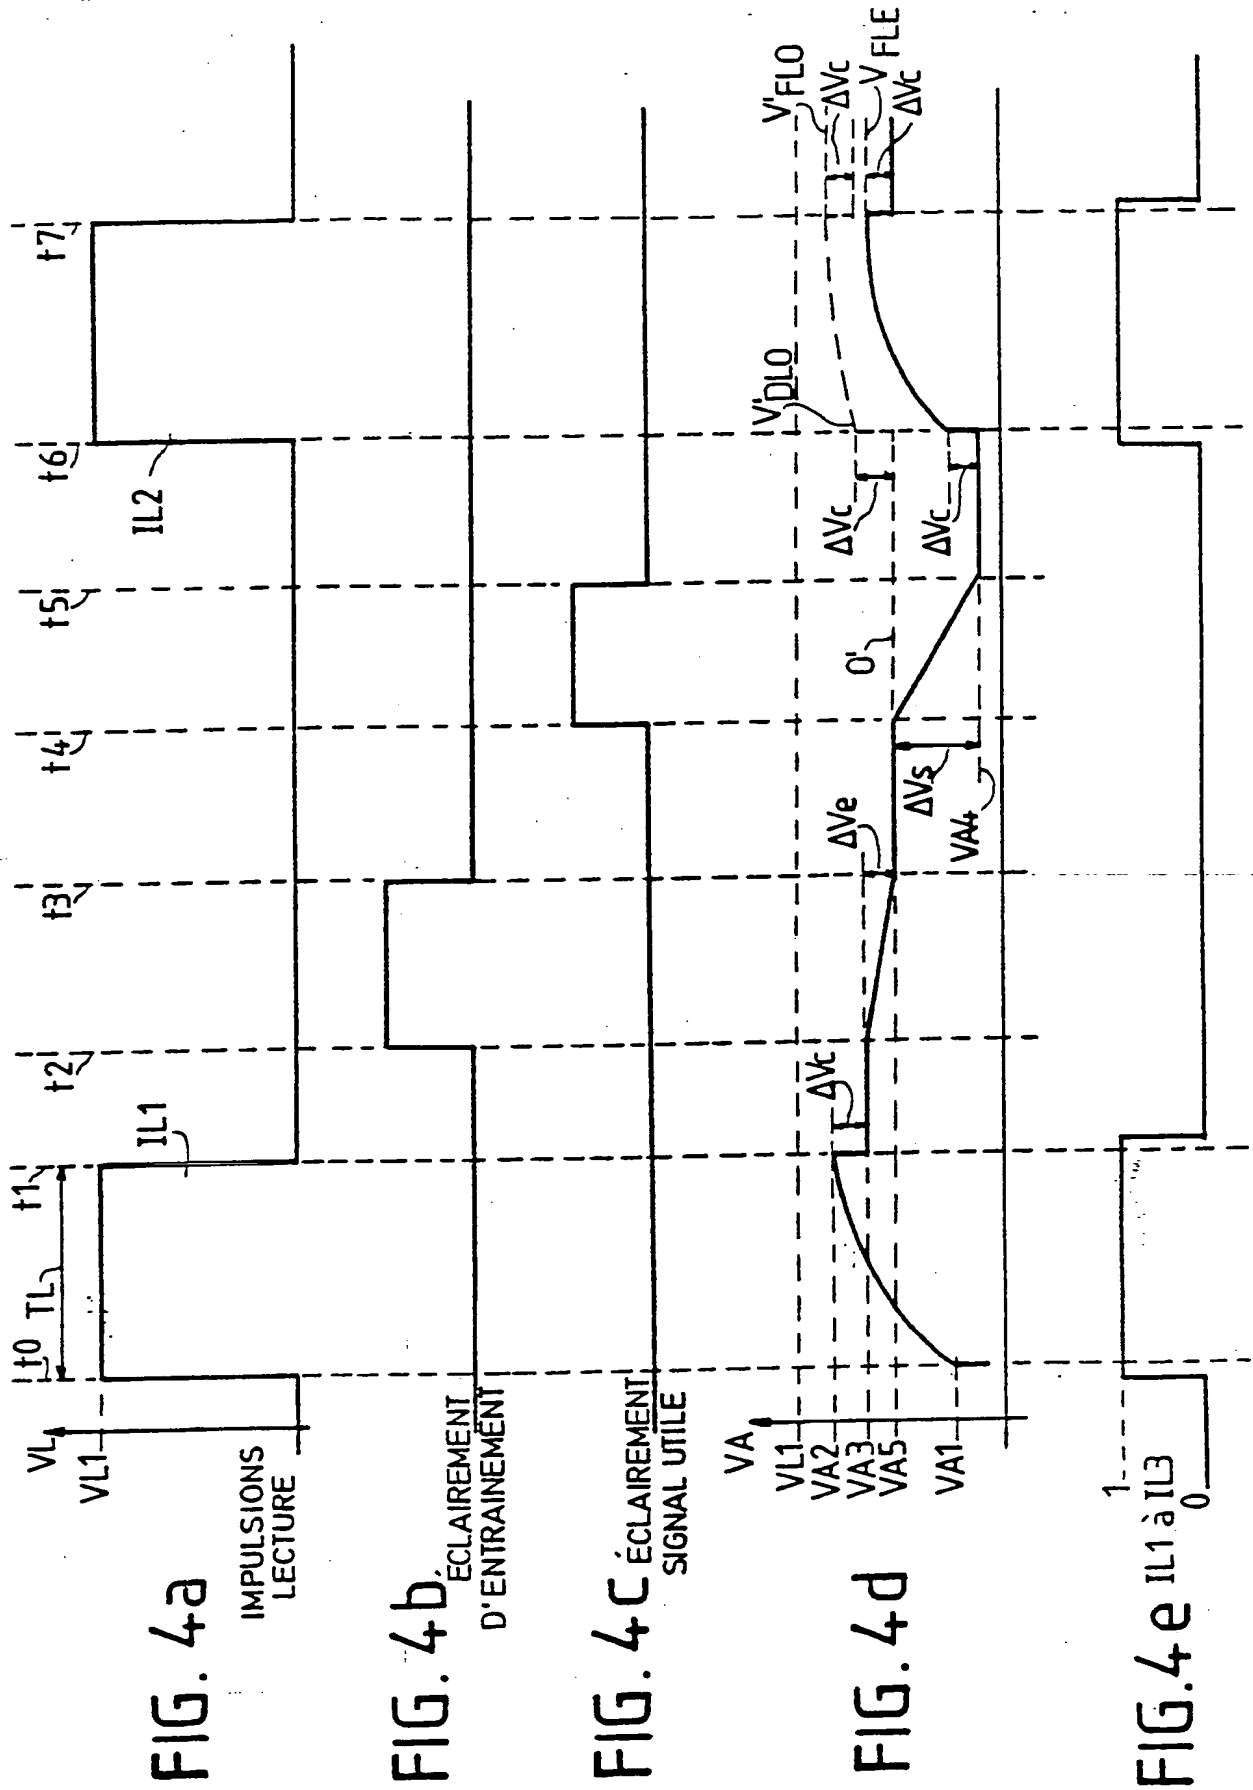 FIG. 4a
IMPULSIONS
LECTURE
VL
VL1
t0
TL
t1
IL1
t2
t3
t4
t5
t6
IL2
t7
FIG. 4b
ÉCLAIREMENT
D'ENTRAINEMENT
FIG. 4c
ÉCLAIREMENT
SIGNAL UTILE
FIG. 4d
VA
VL1
VA2
VA3
VA5
VA1
ΔVc
ΔVe
ΔVs
VA4
O'
ΔVc
ΔVc
V'DLO
V'FLO
ΔVc
VFLE
ΔVc
FIG. 4e
IL1 à IL3
1
0